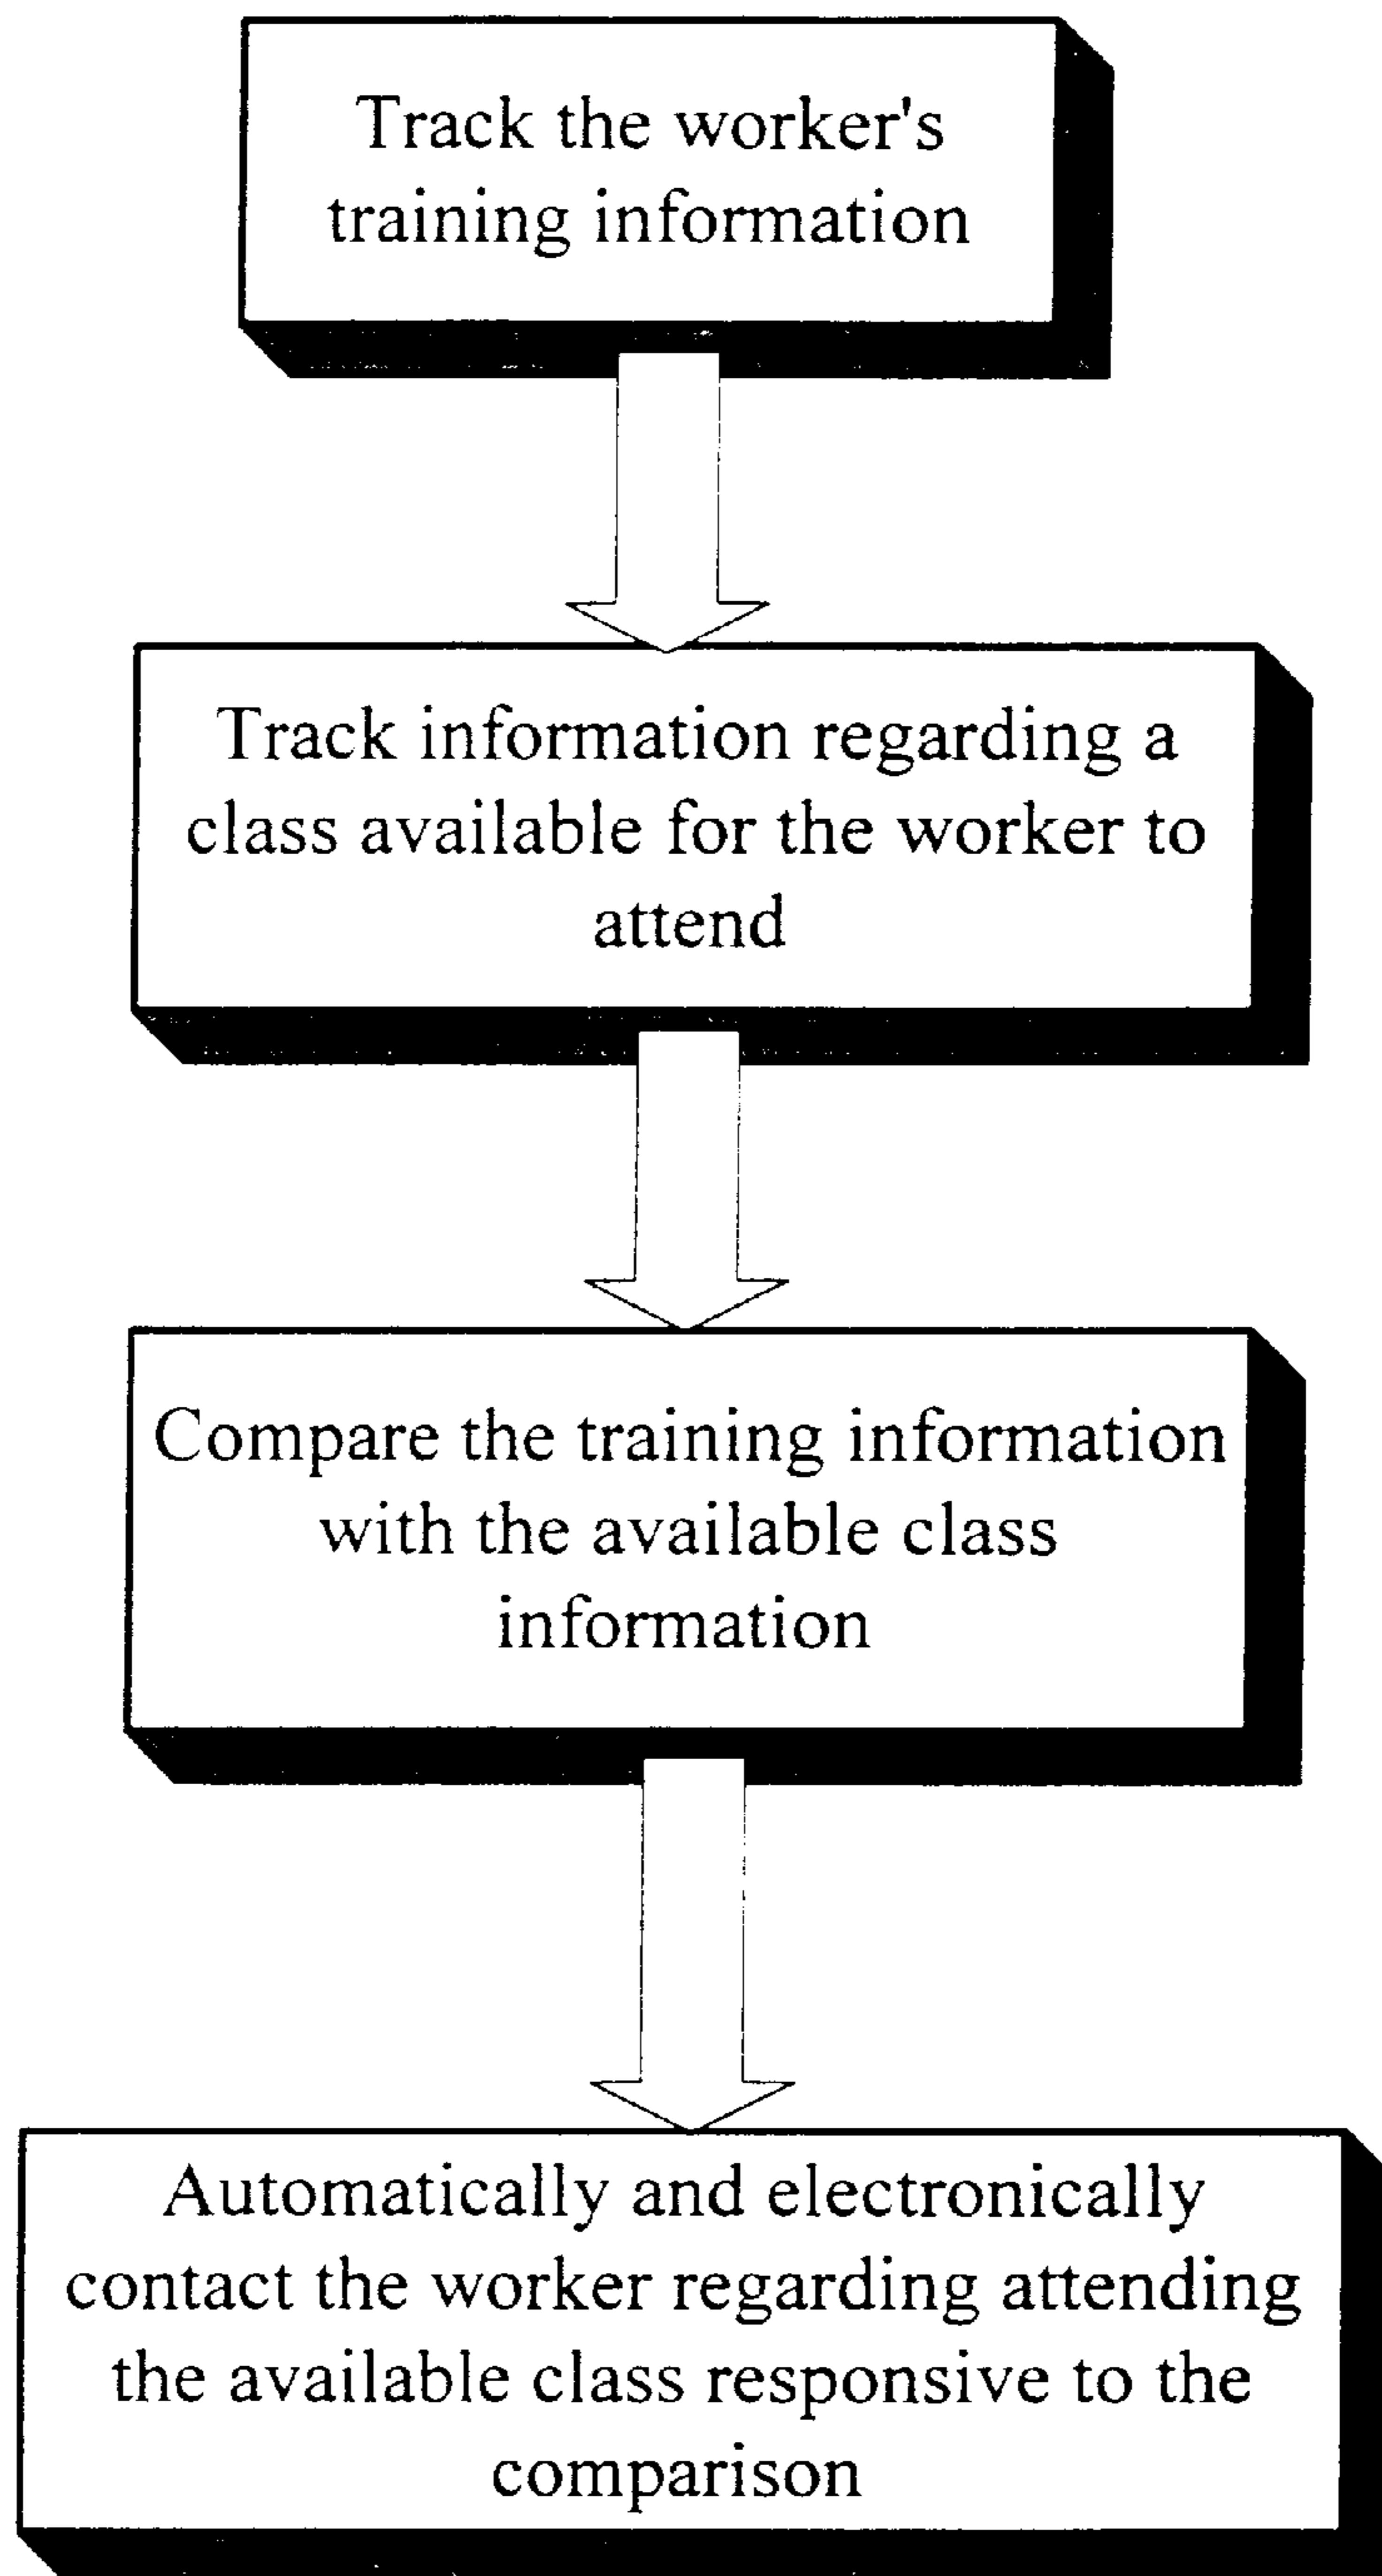 Track the worker's
training information
Track information regarding a
class available for the worker to
attend
Compare the training information
with the available class
information
Automatically and electronically
contact the worker regarding attending
the available class responsive to the
comparison